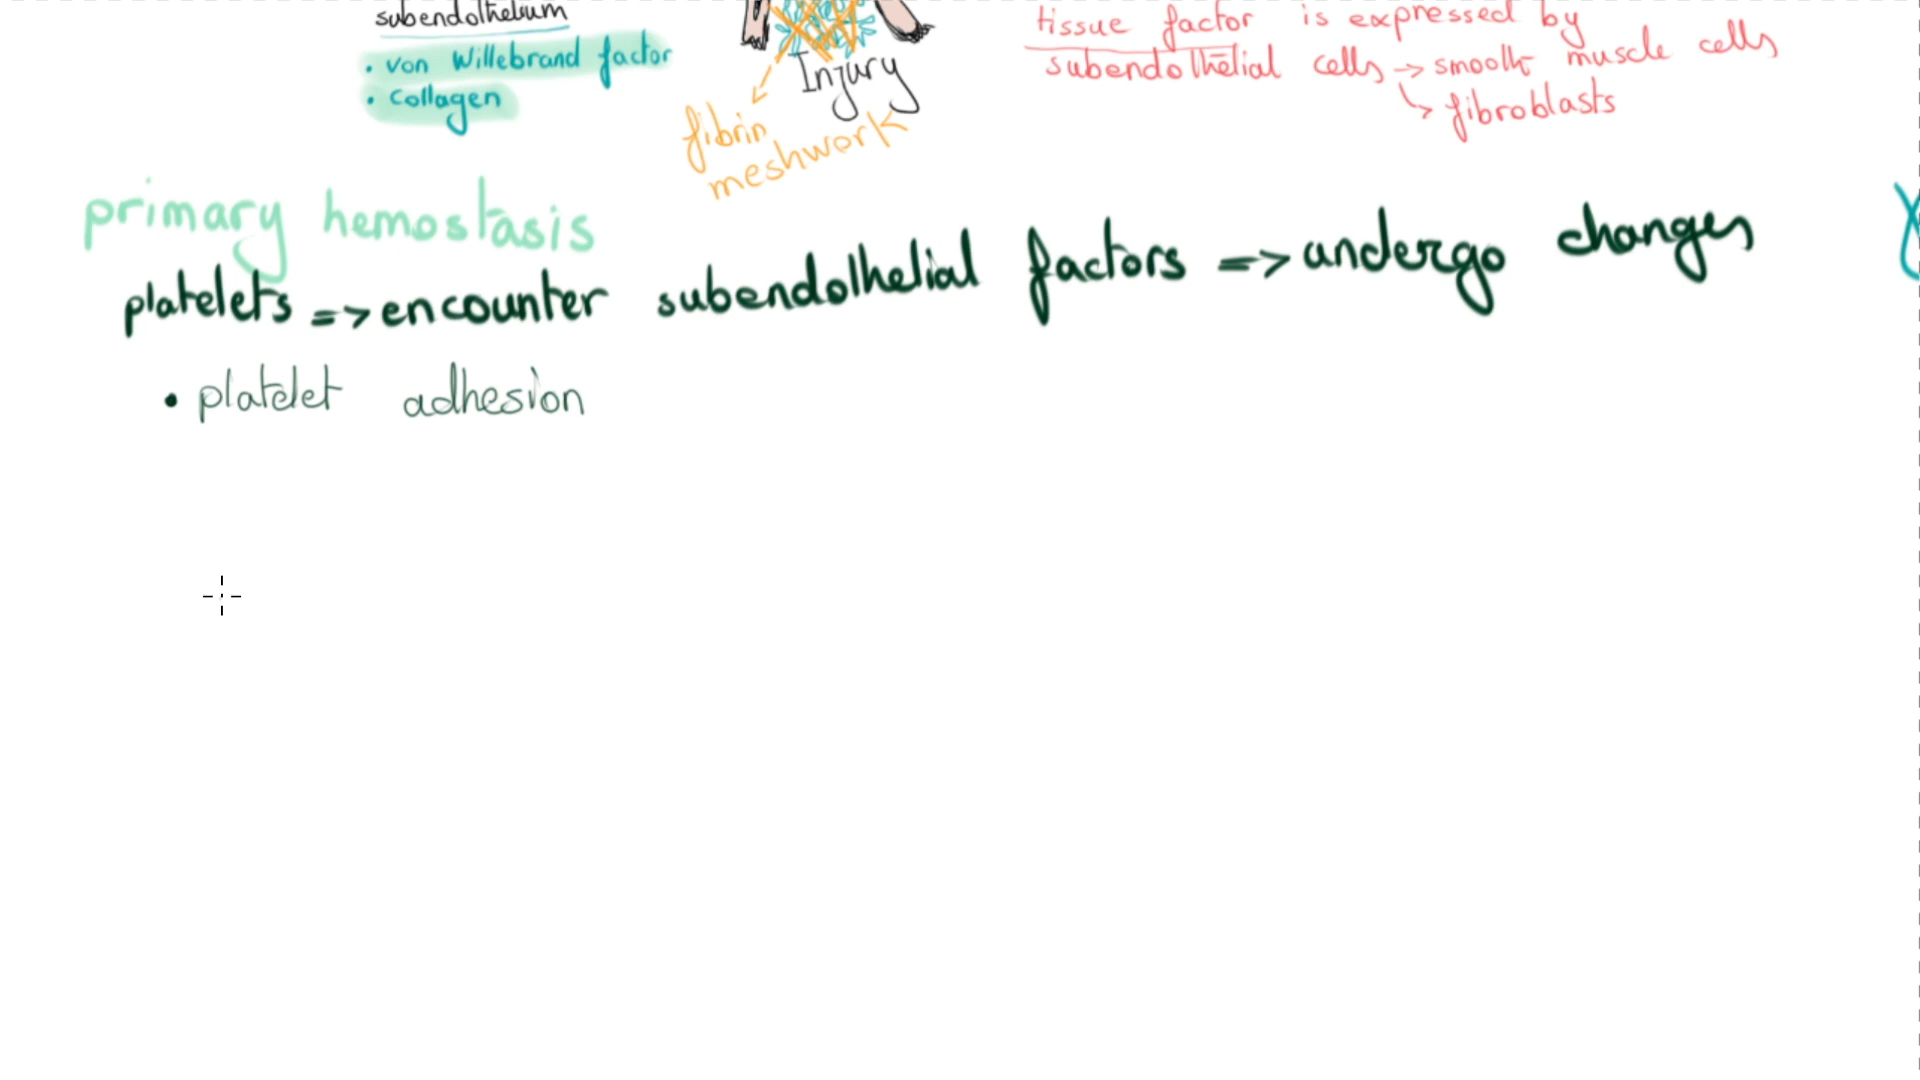 subendothelium
• von Willebrand factor
• collagen
Injury
fibrin
meshwork
tissue factor is expressed by
subendothelial cells → smooth muscle cells
↳ fibroblasts
primary hemostasis
platelets => encounter subendothelial factors => undergo changes
• platelet adhesion